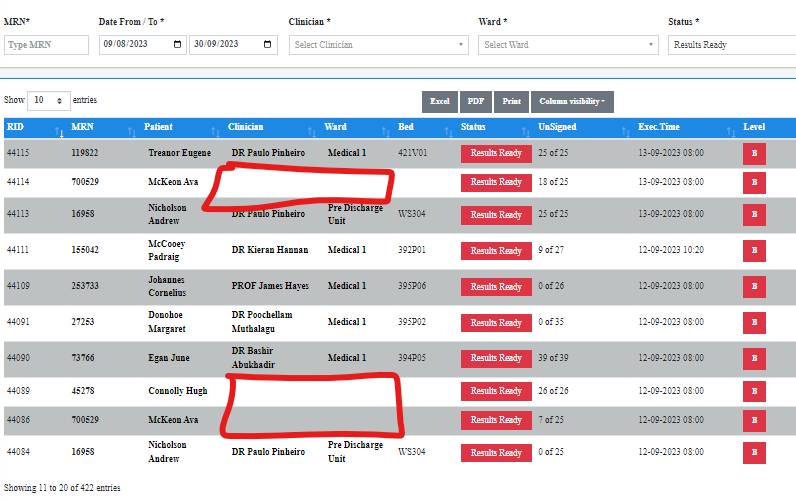 MRN* Date From / To * Clinician * Ward * Status *
Type MRN 09/08/2023 30/09/2023 Select Clinician Select Ward Results Ready
Show 10 entries Excel PDF Print Column visibility
RID MRN Patient Clinician Ward Bed Status UnSigned Exec.Time Level
44115 119822 Treanor Eugene DR Paulo Pinheiro Medical 1 421V01 Results Ready 25 of 25 13-09-2023 08:00 B
44114 700529 McKeon Ava Results Ready 18 of 25 13-09-2023 08:00 B
44113 16958 Nicholson Andrew DR Paulo Pinheiro Pre Discharge Unit WS304 Results Ready 25 of 25 13-09-2023 08:00 B
44111 155042 McCooey Padraig DR Kieran Hannan Medical 1 392P01 Results Ready 9 of 27 12-09-2023 10:20 B
44109 253733 Johannes Cornelius PROF James Hayes Medical 1 395P06 Results Ready 0 of 26 12-09-2023 08:00 B
44091 27253 Donohoe Margaret DR Poochellam Muthalagu Medical 1 395P02 Results Ready 0 of 35 12-09-2023 08:00 B
44090 73766 Egan June DR Bashir Abukhadir Medical 1 394P05 Results Ready 39 of 39 12-09-2023 08:00 B
44089 45278 Connolly Hugh Results Ready 26 of 26 12-09-2023 08:00 B
44086 700529 McKeon Ava Results Ready 7 of 25 12-09-2023 08:00 B
44084 16958 Nicholson Andrew DR Paulo Pinheiro Pre Discharge Unit WS304 Results Ready 0 of 25 12-09-2023 08:00 B
Showing 11 to 20 of 422 entries